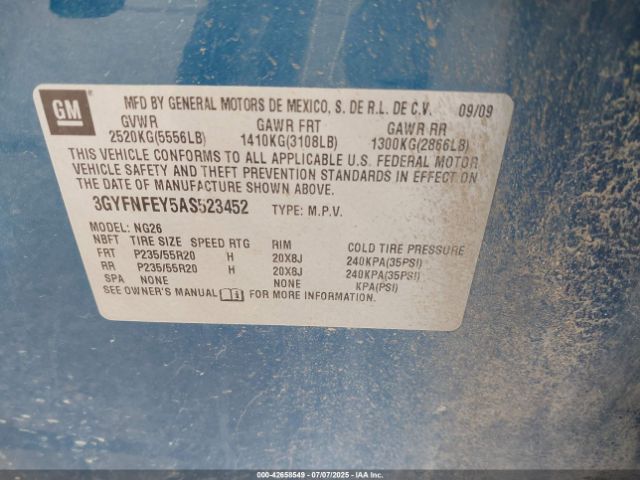 GM
MFD BY GENERAL MOTORS DE MEXICO, S. DE R.L. DE C.V. 09/09
GVWR GAWR FRT GAWR RR
2520KG(5556LB) 1410KG(3108LB) 1300KG(2866LB)
THIS VEHICLE CONFORMS TO ALL APPLICABLE U.S. FEDERAL MOTOR
VEHICLE SAFETY AND THEFT PREVENTION STANDARDS IN EFFECT ON
THE DATE OF MANUFACTURE SHOWN ABOVE.
3GYFNFEY5AS523452 TYPE: M.P.V.
MODEL: NG26
NBFT TIRE SIZE SPEED RTG RIM COLD TIRE PRESSURE
FRT P235/55R20 H 20X8J 240KPA(35PSI)
RR P235/55R20 H 20X8J 240KPA(35PSI)
SPA NONE NONE KPA(PSI)
SEE OWNER'S MANUAL FOR MORE INFORMATION.
000-42658549 - 07/07/2025 - IAA Inc.